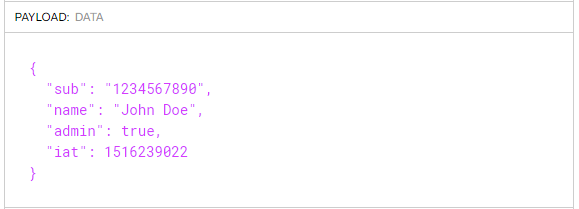 PAYLOAD: DATA
{
  "sub": "1234567890",
  "name": "John Doe",
  "admin": true,
  "iat": 1516239022
}